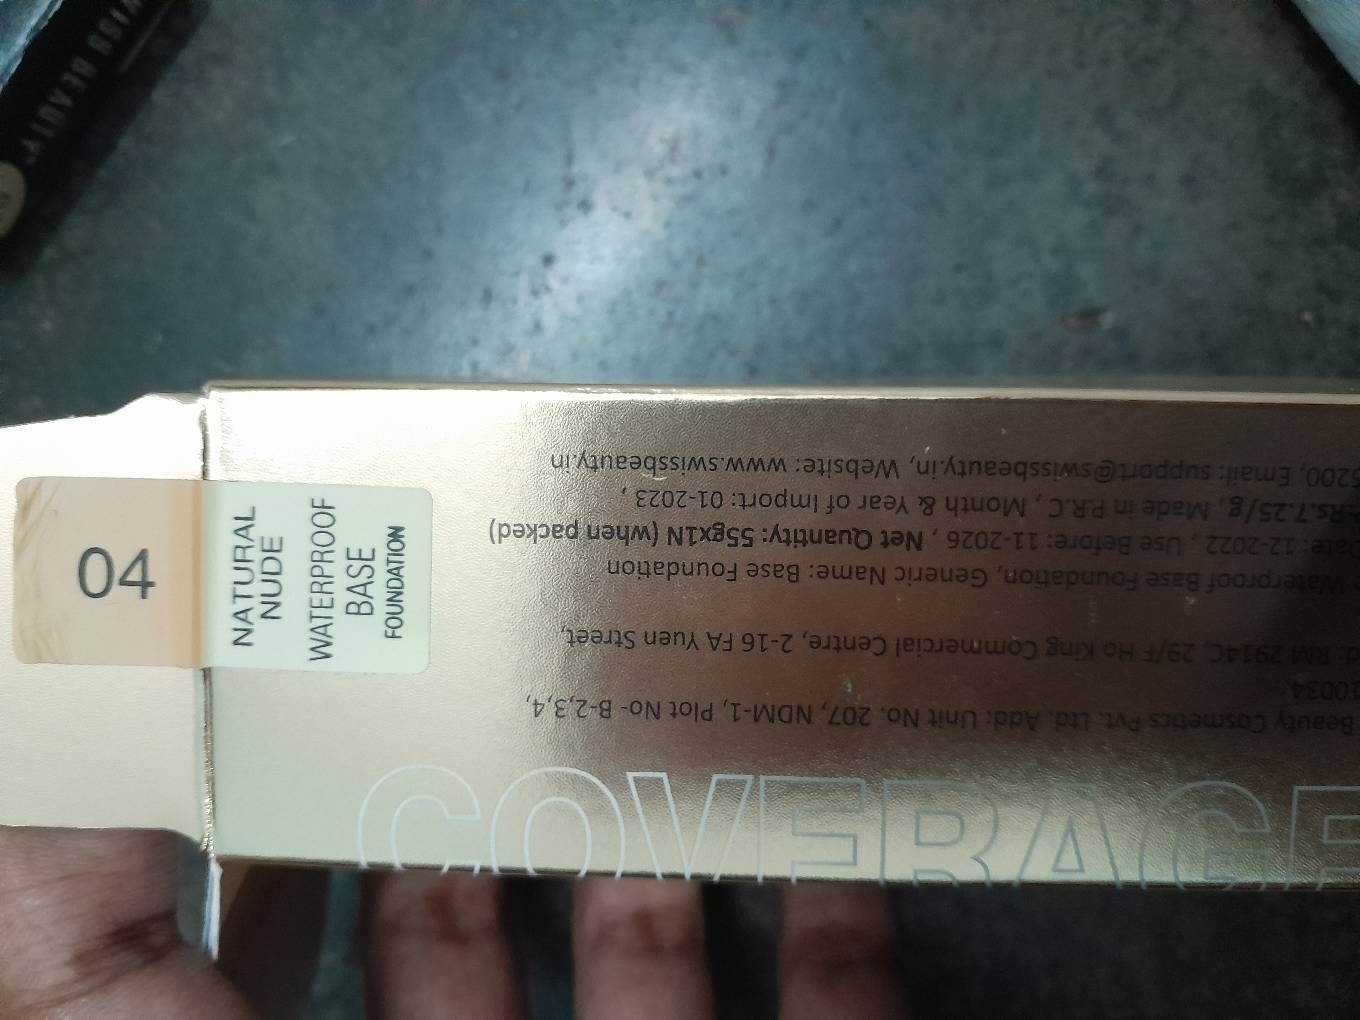 SWISS BEAUTY
04
NATURAL
NUDE
WATERPROOF
BASE
FOUNDATION
COVERAGE
Beauty Cosmetics Pvt. Ltd. Add: Unit No. 207, NDM-1, Plot No- B-2,3,4,
10034
RM 2914C, 29/F Ho King Commercial Centre, 2-16 FA Yuen Street,
Waterproof Base Foundation, Generic Name: Base Foundation
Date: 12-2022 , Use Before: 11-2026 , Net Quantity: 55gx1N (when packed)
Rs.7.25/g , Made in P.R.C , Month & Year of Import: 01-2023 ,
5200, Email: support@swissbeauty.in, Website: www.swissbeauty.in